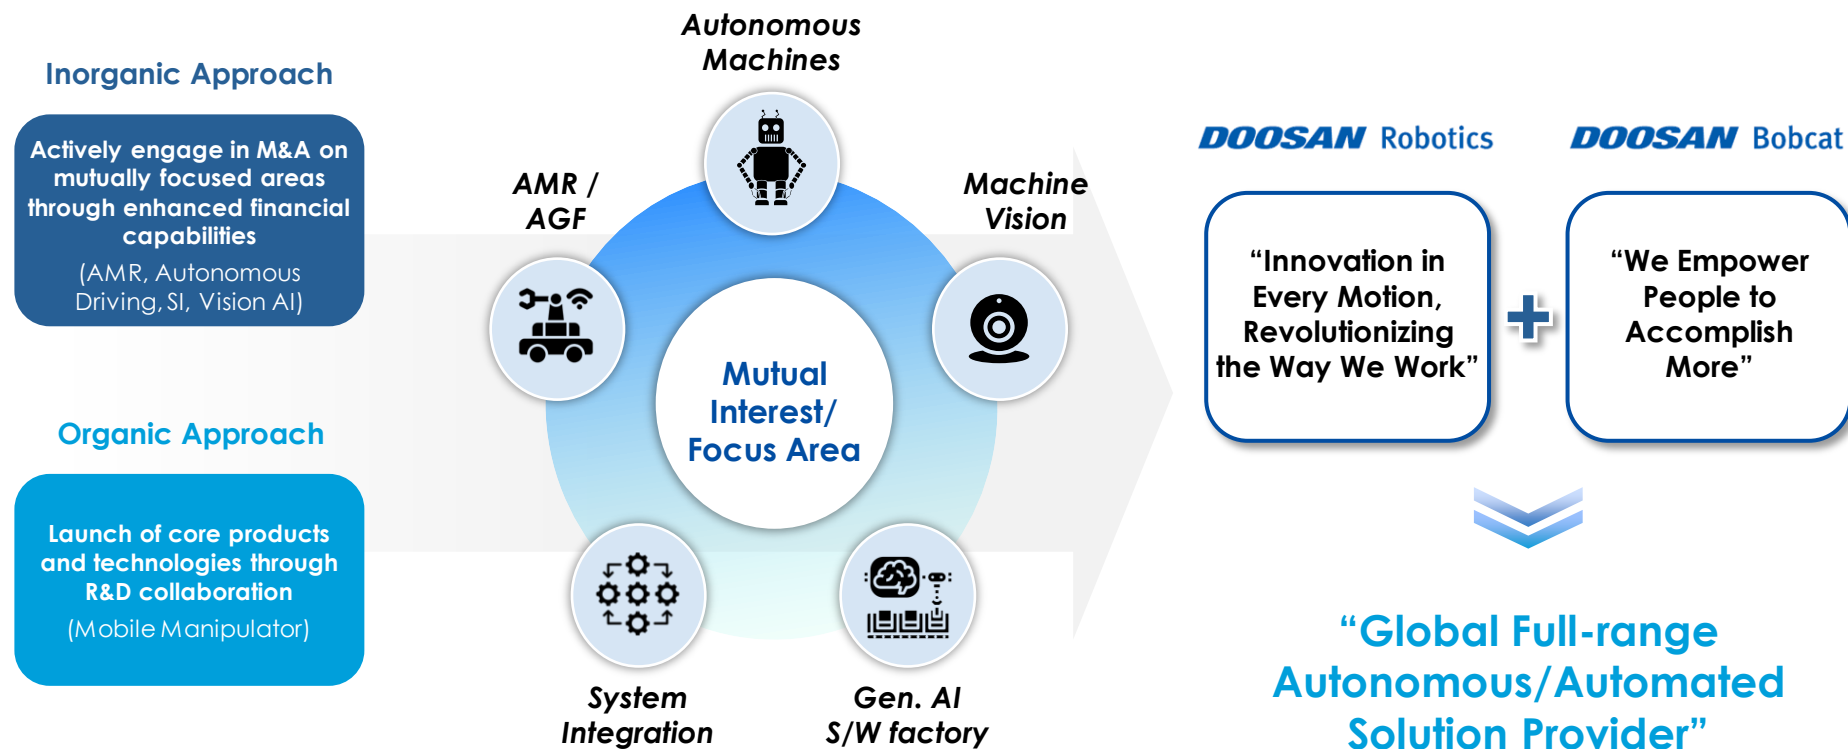 Inorganic Approach
Actively engage in M&A on
mutually focused areas
through enhanced financial
capabilities
(AMR, Autonomous
Driving, SI, Vision AI)
Organic Approach
Launch of core products
and technologies through
R&D collaboration
(Mobile Manipulator)
Autonomous
Machines
AMR /
AGF
Machine
Vision
Mutual
Interest/
Focus Area
System
Integration
Gen. AI
S/W factory
DOOSAN Robotics
“Innovation in
Every Motion,
Revolutionizing
the Way We Work”
DOOSAN Bobcat
“We Empower
People to
Accomplish
More”
“Global Full-range
Autonomous/Automated
Solution Provider”